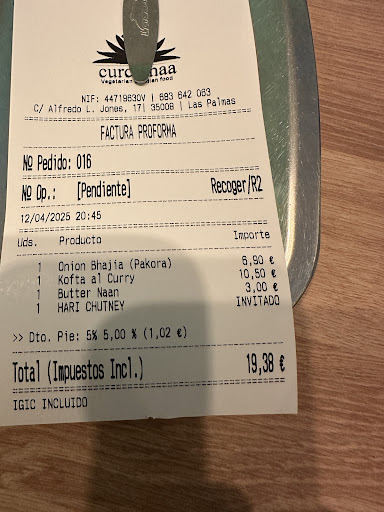 Vegetarian food
NIF: 44719630V | 683 642 063
C/ Alfredo L. Jones, 17| 35008 | Las Palmas
FACTURA PROFORMA
Nº Pedido: 016
Nº Op.: [Pendiente] Recoger/R2
12/04/2025 20:45
Uds. Producto Importe
1 Onion Bhajia (Pakora) 6,90 €
1 Kofta al Curry 10,50 €
1 Butter Naan 3,00 €
1 HARI CHUTNEY INVITADO
>> Dto. Pie: 5% 5,00 % (1,02 €)
Total (Impuestos Incl.) 19,38 €
IGIC INCLUIDO